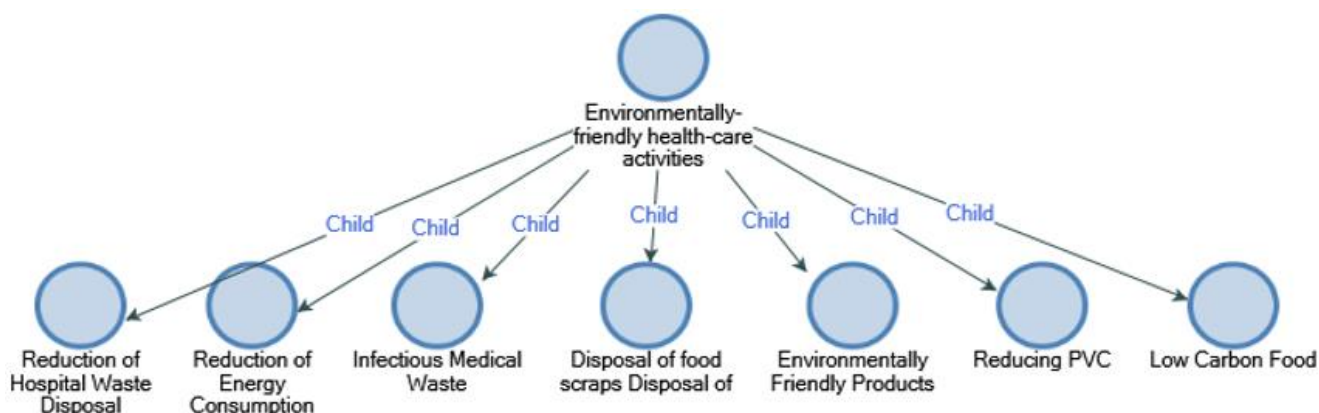 Environmentally-
friendly health-care
activities
Child
Child
Child
Child
Child
Child
Child
Reduction of
Hospital Waste
Disposal
Reduction of
Energy
Consumption
Infectious Medical
Waste
Disposal of food
scraps Disposal of
Environmentally
Friendly Products
Reducing PVC
Low Carbon Food